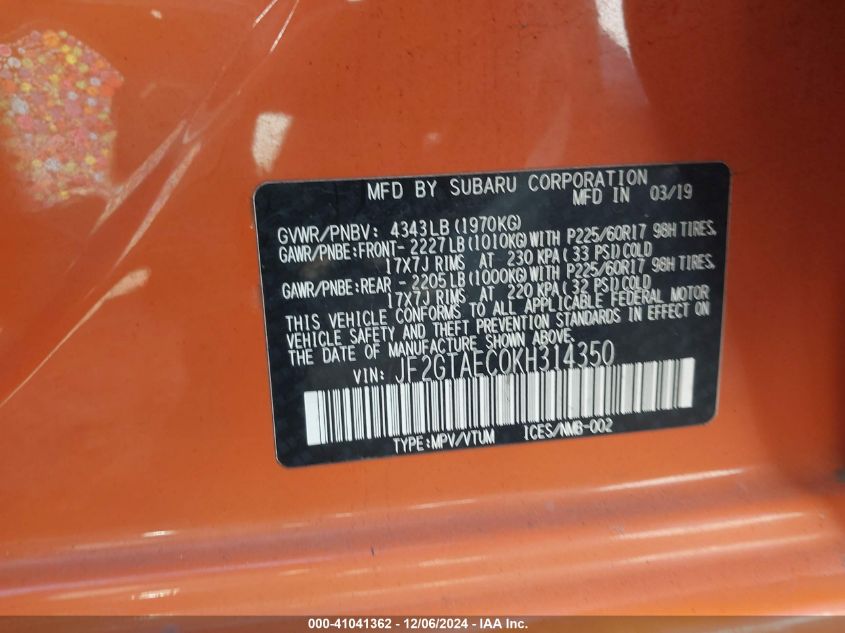 MFD BY SUBARU CORPORATION
MFD IN 03/19
GVWR/PNBV: 4343LB(1970KG)
GAWR/PNBE:FRONT- 2227LB(1010KG)WITH P225/60R17 98H TIRES,
17X7J RIMS AT 230 KPA( 33 PSI)COLD
GAWR/PNBE:REAR - 2205LB(1000KG)WITH P225/60R17 98H TIRES,
17X7J RIMS AT 220 KPA( 32 PSI)COLD
THIS VEHICLE CONFORMS TO ALL APPLICABLE FEDERAL MOTOR
VEHICLE SAFETY AND THEFT PREVENTION STANDARDS IN EFFECT ON
THE DATE OF MANUFACTURE SHOWN ABOVE.
VIN: JF2GTAEC0KH314350
TYPE:MPV/VTUM ICES/NMB-002
000-41041362 - 12/06/2024 - IAA Inc.